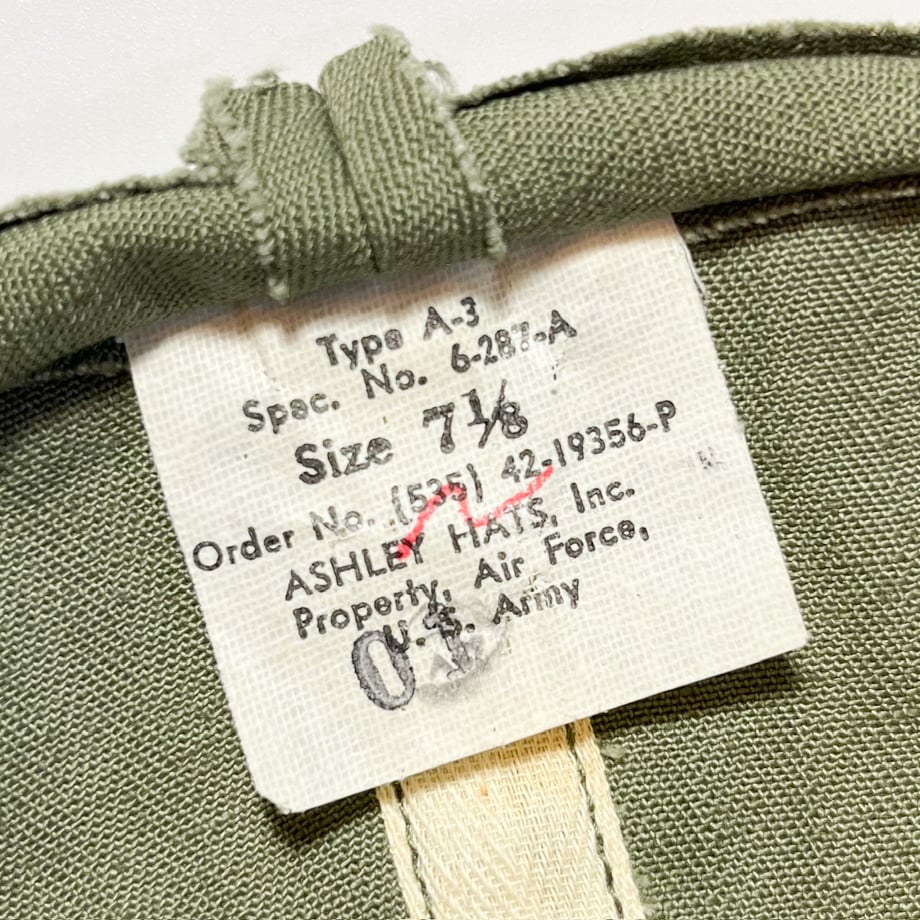 Type A-3
Spec. No. 6-287-A
Size 7 1/8
Order No. (535) 42-19356-P
ASHLEY HATS, Inc.
Property, Air Force,
U. S. Army
01